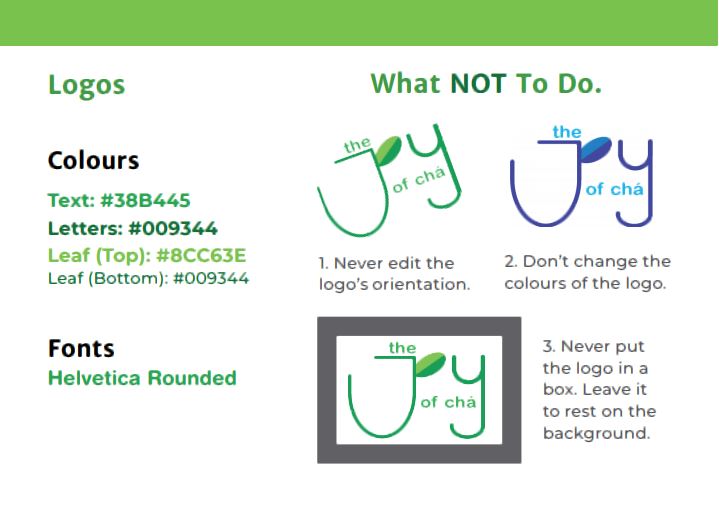 Logos
Colours
Text: #38B445
Letters: #009344
Leaf (Top): #8CC63E
Leaf (Bottom): #009344
Fonts
Helvetica Rounded
What NOT To Do.
the
Joy
of chá
1. Never edit the
logo's orientation.
the
Joy
of chá
2. Don't change the
colours of the logo.
the
Joy
of chá
3. Never put
the logo in a
box. Leave it
to rest on the
background.